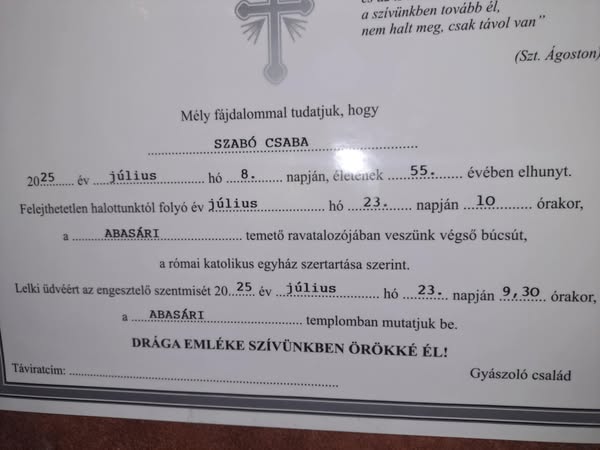 a szívünkben tovább él,
nem halt meg, csak távol van”
(Szt. Ágoston)
Mély fájdalommal tudatjuk, hogy
SZABÓ CSABA
2025 év július hó 8. napján, életének 55. évében elhunyt.
Felejthetetlen halottunktól folyó év július hó 23. napján 10 órakor,
a ABASÁRI temető ravatalozójában veszünk végső búcsút,
a római katolikus egyház szertartása szerint.
Lelki üdvéért az engesztelő szentmisét 2025 év július hó 23. napján 9,30 órakor,
a ABASÁRI templomban mutatjuk be.
DRÁGA EMLÉKE SZÍVÜNKBEN ÖRÖKKÉ ÉL!
Táviratcím: Gyászoló család